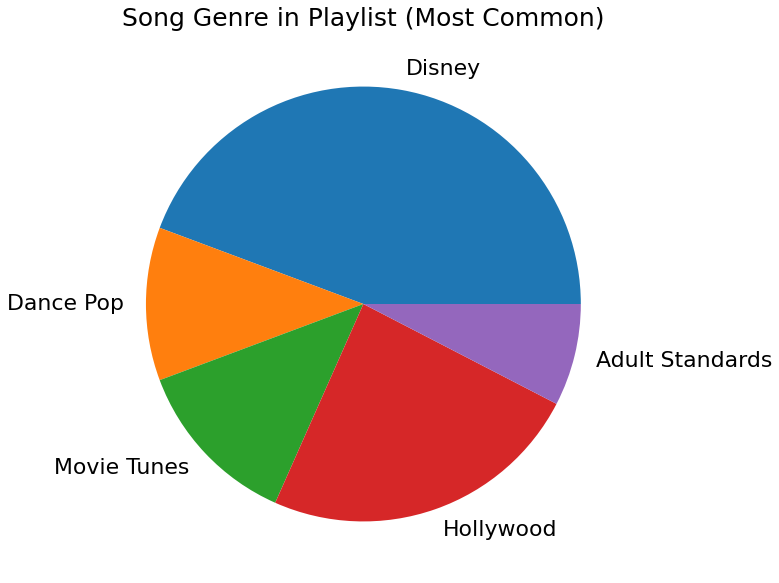 Song Genre in Playlist (Most Common)
Disney
Dance Pop
Adult Standards
Movie Tunes
Hollywood